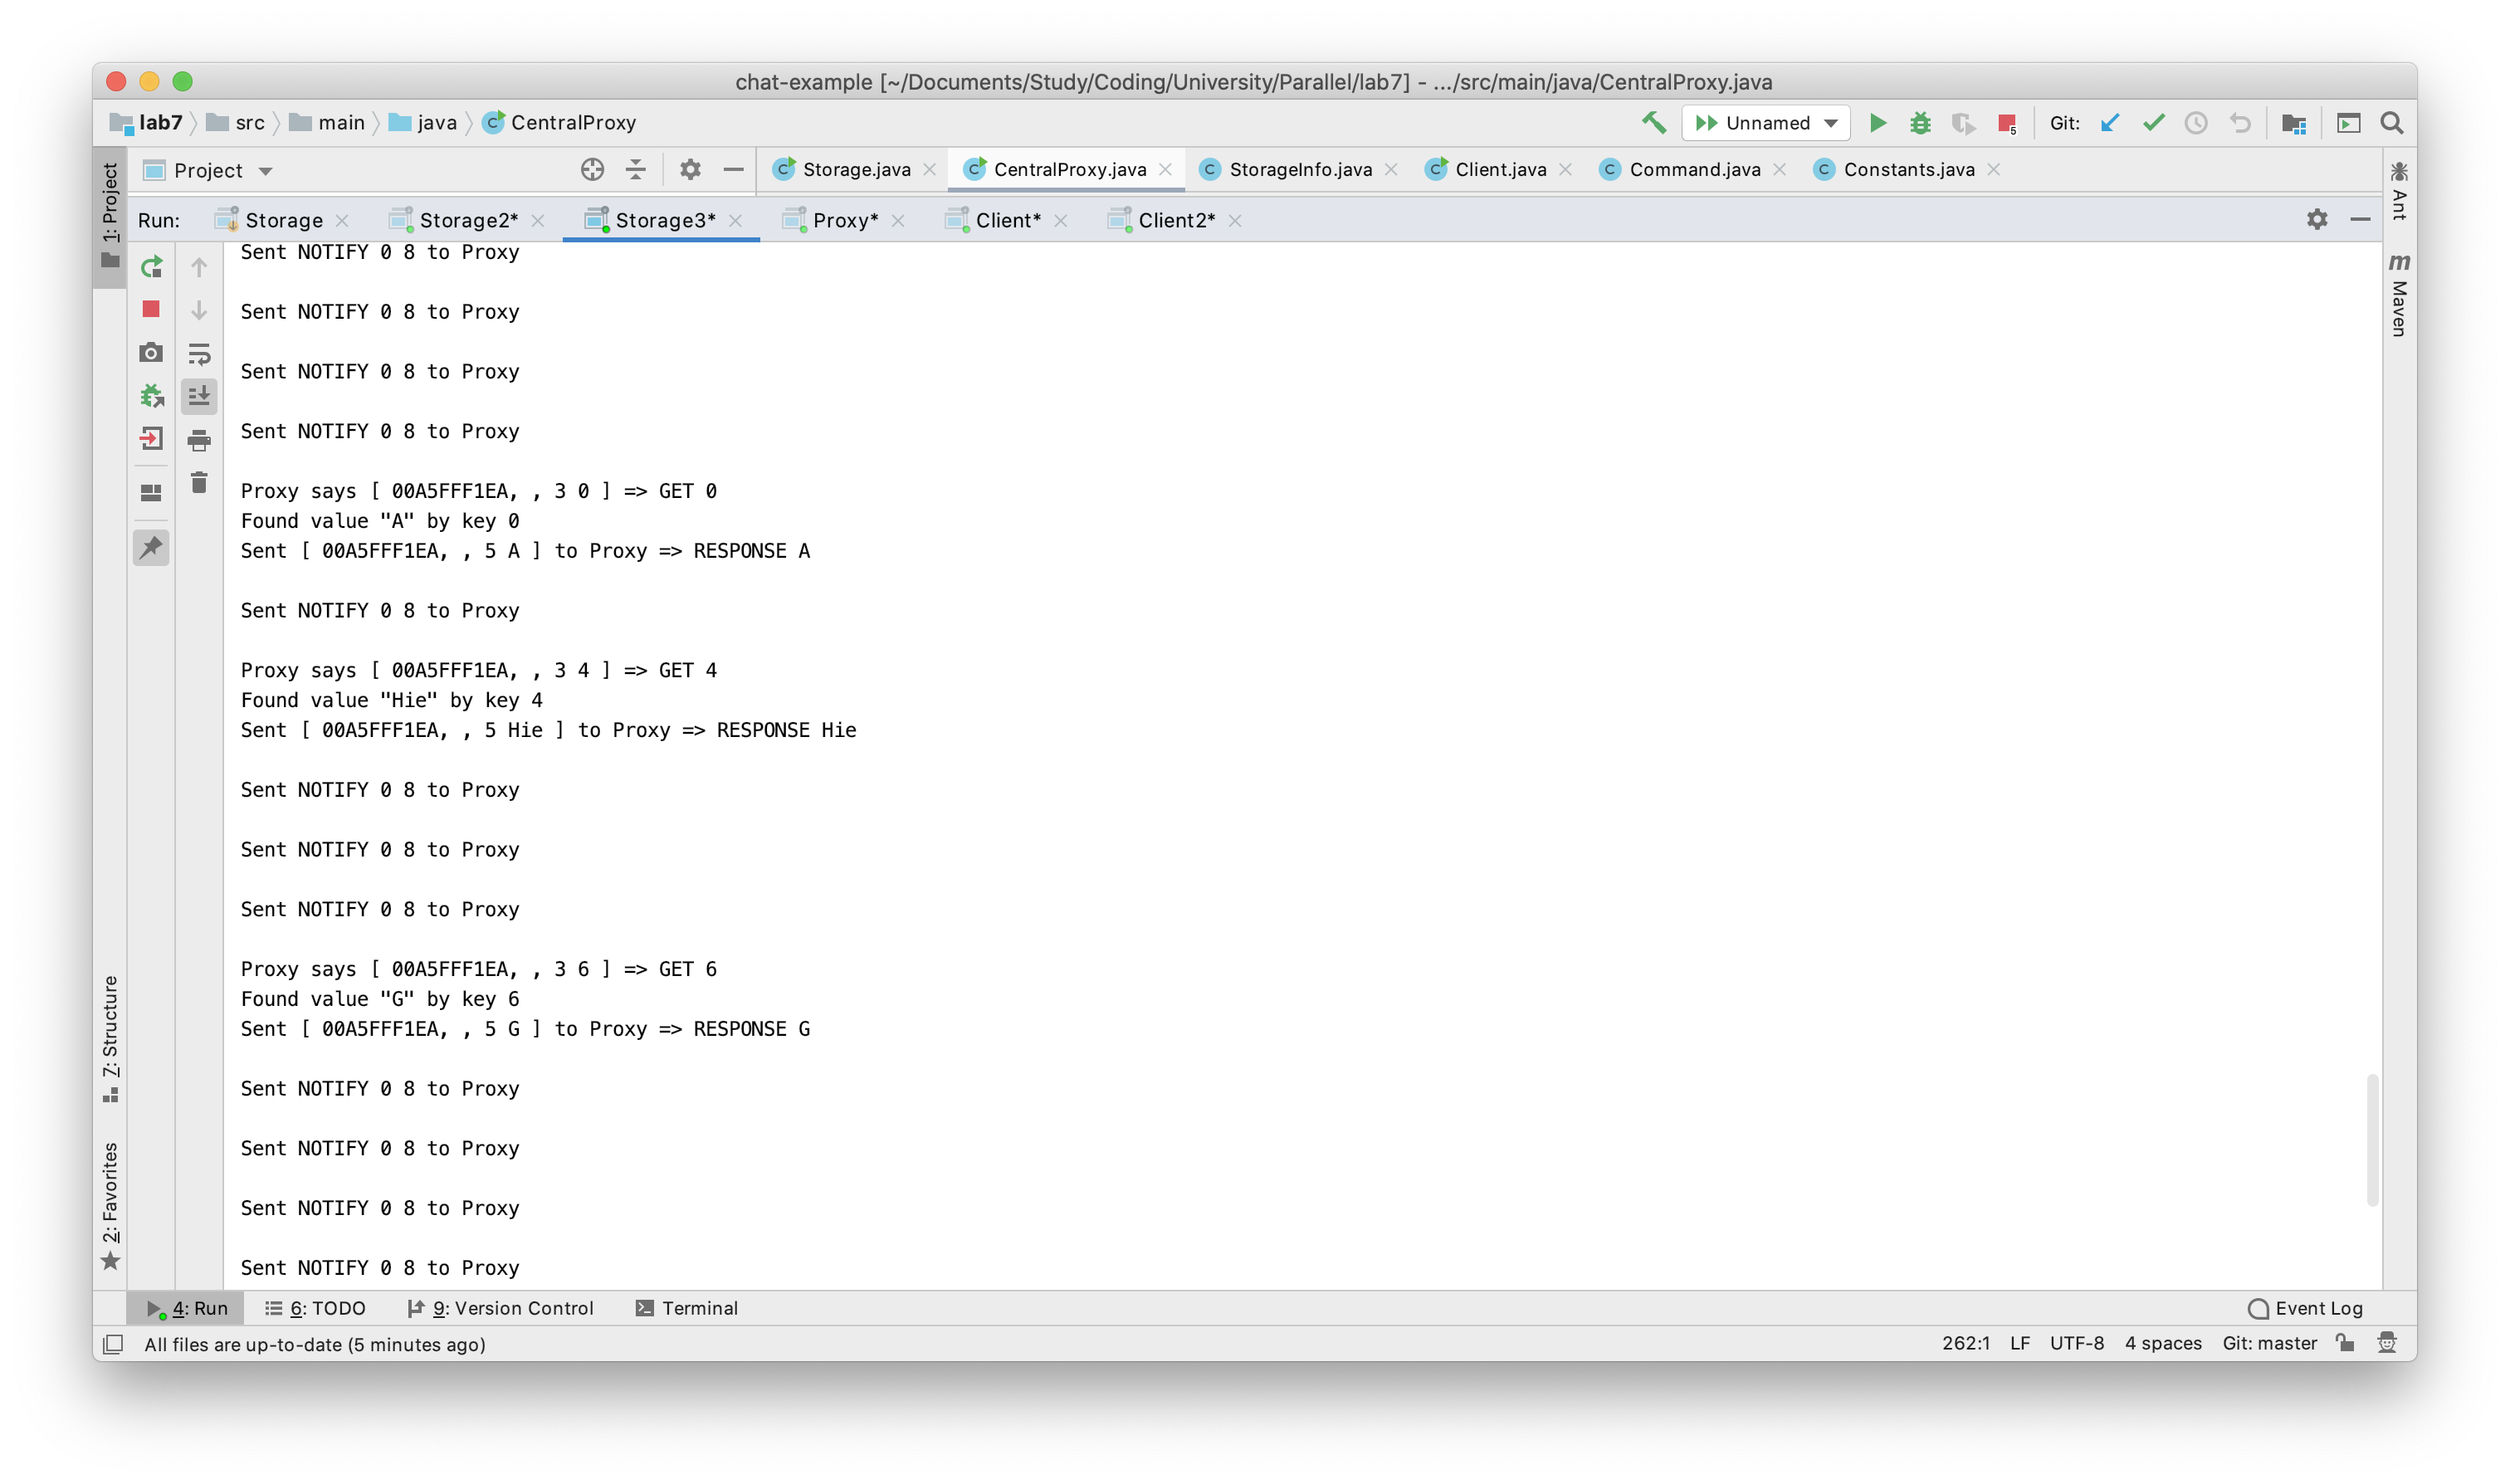 chat-example [~/Documents/Study/Coding/University/Parallel/lab7] - .../src/main/java/CentralProxy.java
lab7 src main java CentralProxy Unnamed 5 Git:
1: Project
Project Storage.java CentralProxy.java StorageInfo.java Client.java Command.java Constants.java
Ant
Maven
Run: Storage Storage2* Storage3* Proxy* Client* Client2*
Sent NOTIFY 0 8 to Proxy
Sent NOTIFY 0 8 to Proxy
Sent NOTIFY 0 8 to Proxy
Sent NOTIFY 0 8 to Proxy
Proxy says [ 00A5FFF1EA, , 3 0 ] => GET 0
Found value "A" by key 0
Sent [ 00A5FFF1EA, , 5 A ] to Proxy => RESPONSE A
Sent NOTIFY 0 8 to Proxy
Proxy says [ 00A5FFF1EA, , 3 4 ] => GET 4
Found value "Hie" by key 4
Sent [ 00A5FFF1EA, , 5 Hie ] to Proxy => RESPONSE Hie
Sent NOTIFY 0 8 to Proxy
Sent NOTIFY 0 8 to Proxy
Sent NOTIFY 0 8 to Proxy
Proxy says [ 00A5FFF1EA, , 3 6 ] => GET 6
Found value "G" by key 6
Sent [ 00A5FFF1EA, , 5 G ] to Proxy => RESPONSE G
Sent NOTIFY 0 8 to Proxy
Sent NOTIFY 0 8 to Proxy
Sent NOTIFY 0 8 to Proxy
Sent NOTIFY 0 8 to Proxy
7: Structure
2: Favorites
4: Run 6: TODO 9: Version Control Terminal Event Log
All files are up-to-date (5 minutes ago) 262:1 LF UTF-8 4 spaces Git: master